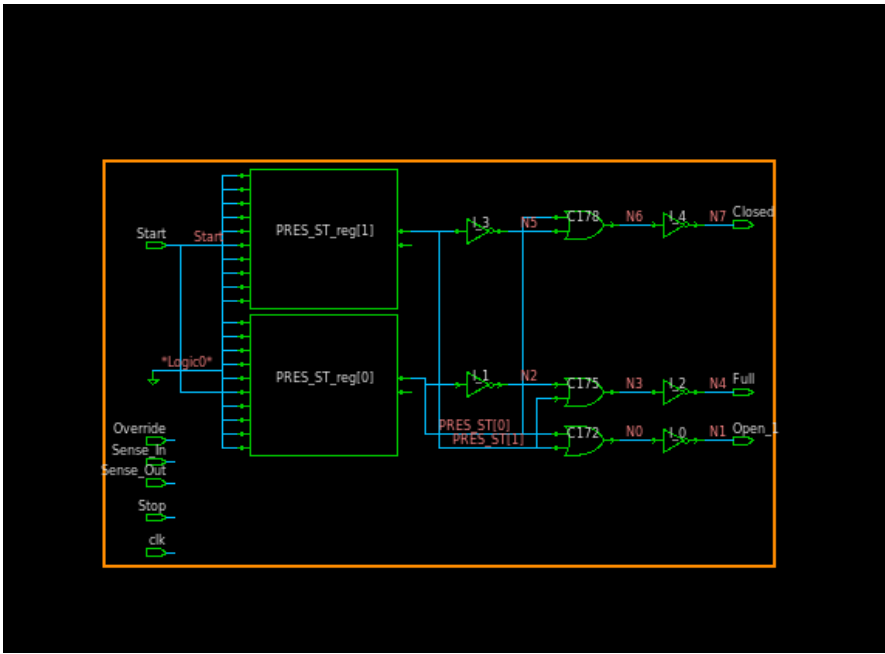 Closed
C178
I_3
N5
N6
I_4
N7
PRES_ST_reg[1]
Start
Start
*Logic0*
PRES_ST_reg[0]
I_1
N2
C175
N3
I_2
N4
Full
PRES_ST[0]
PRES_ST[1]
C172
N0
I_0
N1
Open_1
Override
Sense_In
Sense_Out
Stop
clk